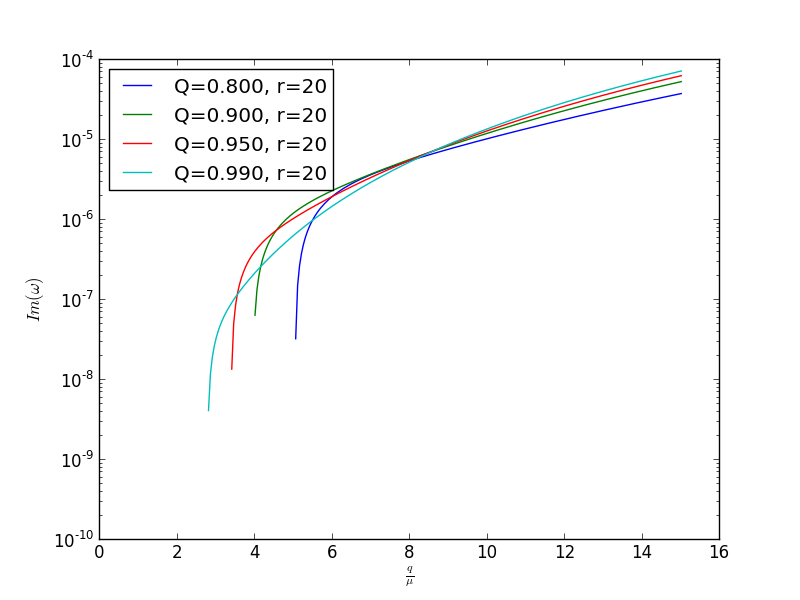 10^-4
10^-5
10^-6
10^-7
10^-8
10^-9
10^-10
Im(ω)
Q=0.800, r=20
Q=0.900, r=20
Q=0.950, r=20
Q=0.990, r=20
0 2 4 6 8 10 12 14 16
q/μ